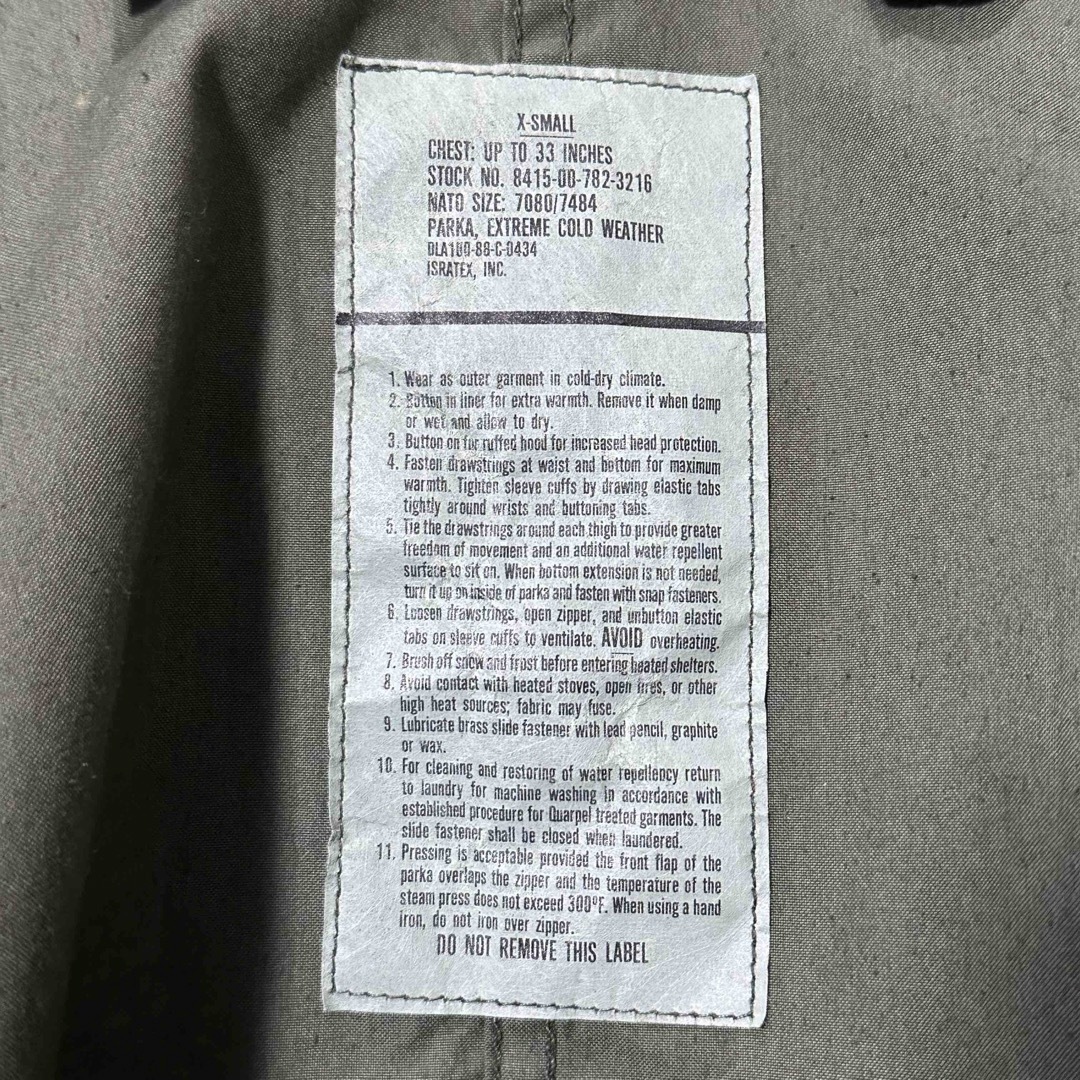 X-SMALL
CHEST: UP TO 33 INCHES
STOCK NO. 8415-00-782-3216
NATO SIZE: 7080/7484
PARKA, EXTREME COLD WEATHER
DLA100-88-C-0434
ISRATEX, INC.
1. Wear as outer garment in cold-dry climate.
2. Button in liner for extra warmth. Remove it when damp
or wet and allow to dry.
3. Button on fur ruffed hood for increased head protection.
4. Fasten drawstrings at waist and bottom for maximum
warmth. Tighten sleeve cuffs by drawing elastic tabs
tightly around wrists and buttoning tabs.
5. Tie the drawstrings around each thigh to provide greater
freedom of movement and an additional water repellent
surface to sit on. When bottom extension is not needed,
turn it up on inside of parka and fasten with snap fasteners.
6. Loosen drawstrings, open zipper, and unbutton elastic
tabs on sleeve cuffs to ventilate. AVOID overheating.
7. Brush off snow and frost before entering heated shelters.
8. Avoid contact with heated stoves, open fires, or other
high heat sources; fabric may fuse.
9. Lubricate brass slide fastener with lead pencil, graphite
or wax.
10. For cleaning and restoring of water repellency return
to laundry for machine washing in accordance with
established procedure for Quarpel treated garments. The
slide fastener shall be closed when laundered.
11. Pressing is acceptable provided the front flap of the
parka overlaps the zipper and the temperature of the
steam press does not exceed 300°F. When using a hand
iron, do not iron over zipper.
DO NOT REMOVE THIS LABEL